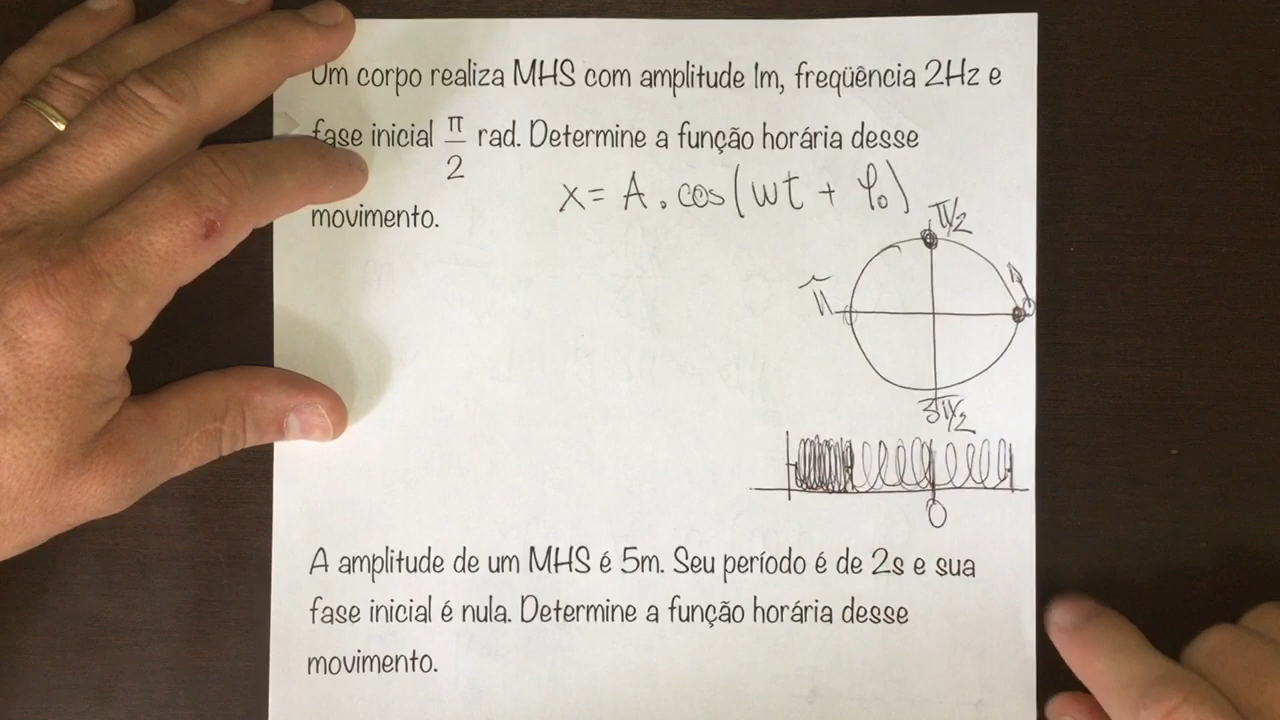 Um corpo realiza MHS com amplitude 1m, freqüência 2Hz e
fase inicial π/2 rad. Determine a função horária desse
movimento.
x = A . cos(wt + φ₀)
π/2
π
0
3π/2
0
A amplitude de um MHS é 5m. Seu período é de 2s e sua
fase inicial é nula. Determine a função horária desse
movimento.